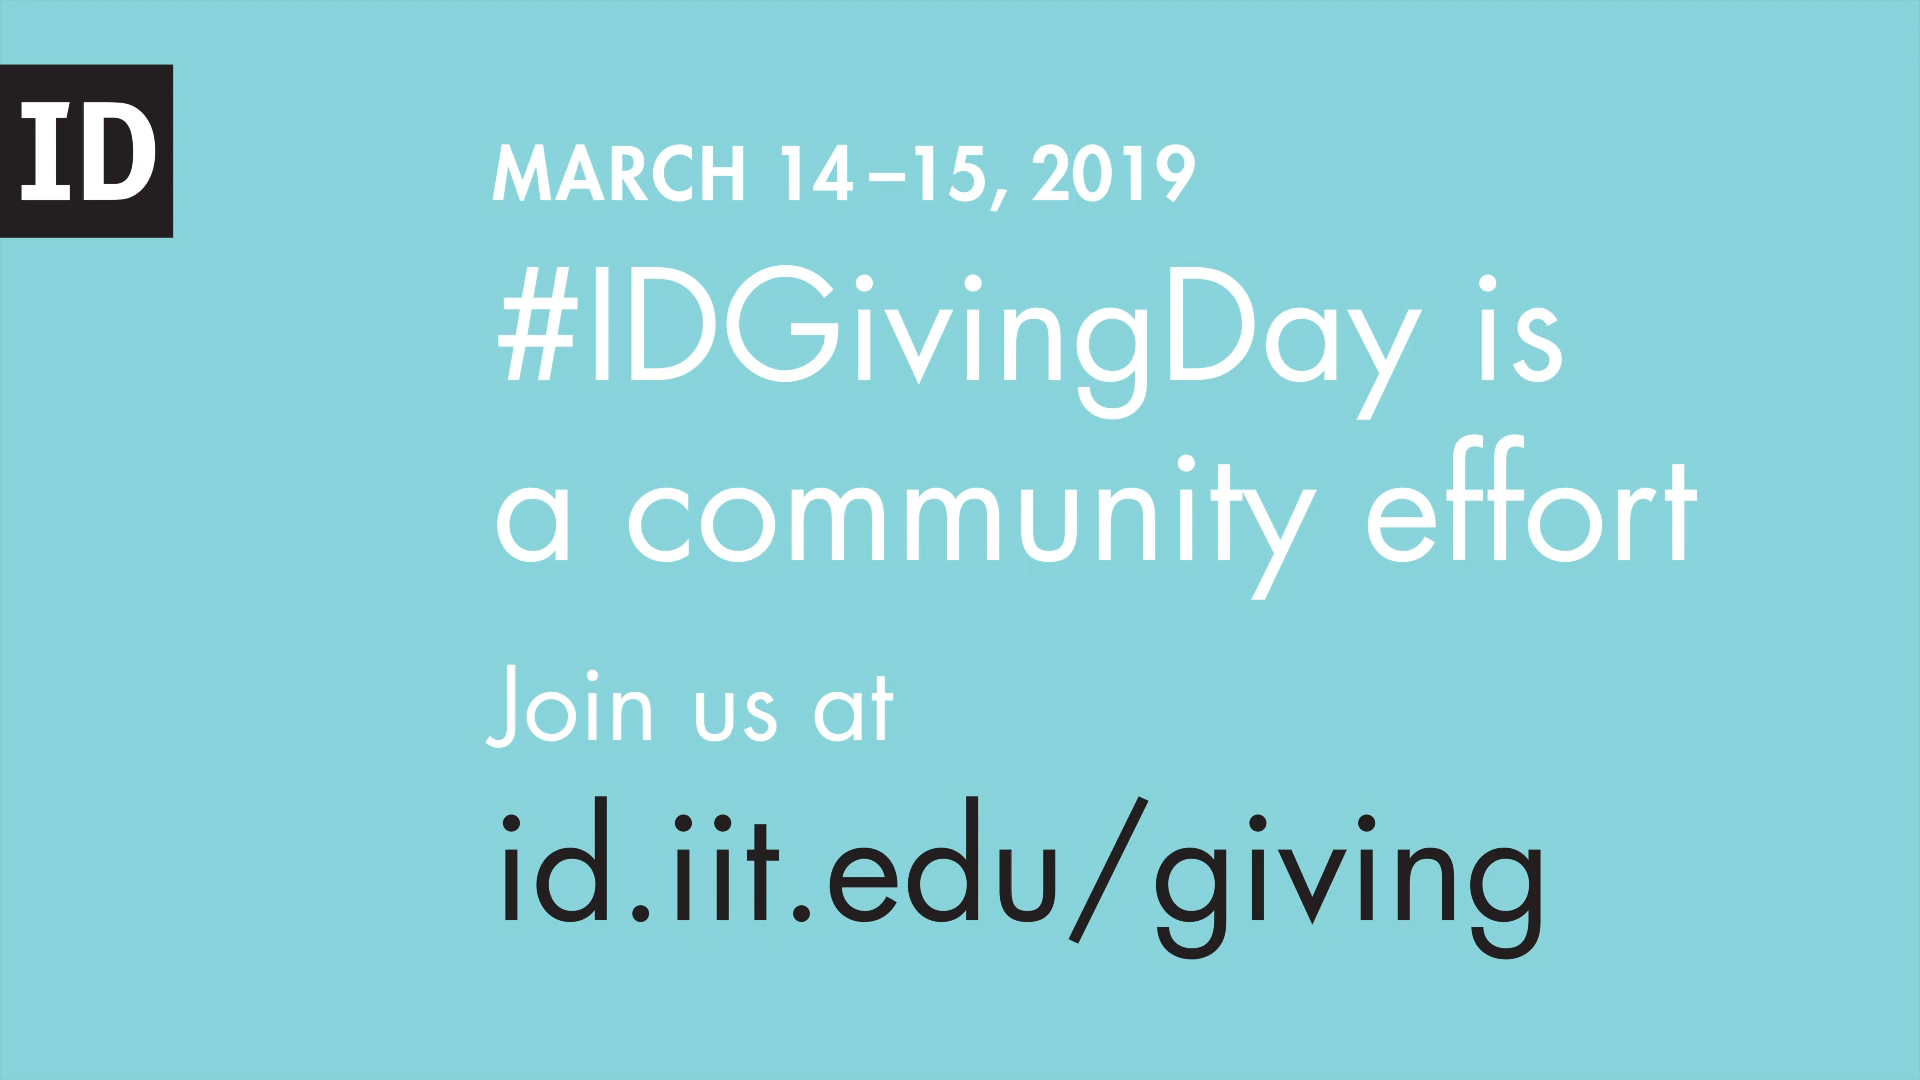 ID
MARCH 14–15, 2019
#IDGivingDay is
a community effort
Join us at
id.iit.edu/giving